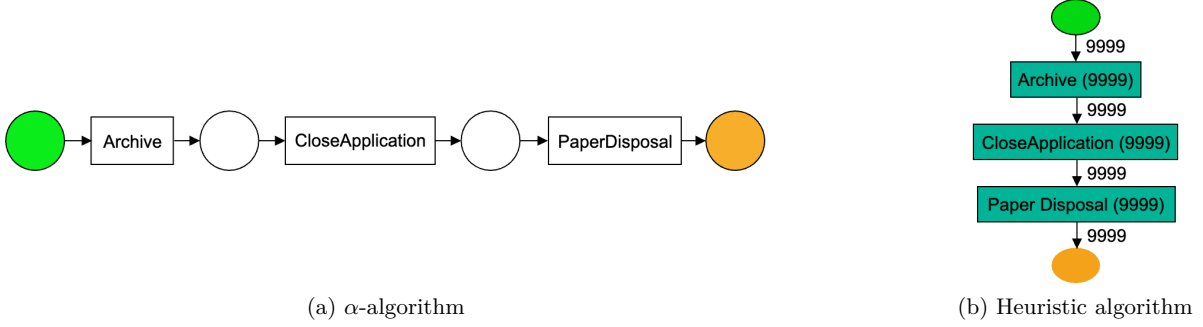 Archive
CloseApplication
PaperDisposal
(a) α-algorithm
9999
Archive (9999)
9999
CloseApplication (9999)
9999
Paper Disposal (9999)
9999
(b) Heuristic algorithm